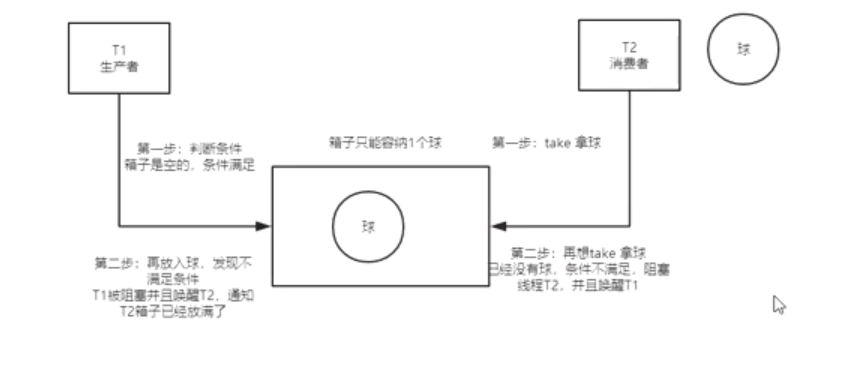 T1
生产者
T2
消费者
球
第一步：判断条件
箱子是空的，条件满足
箱子只能容纳1个球
第一步：take 拿球
球
第二步：再放入球，发现不
满足条件
T1被阻塞并且唤醒T2，通知
T2箱子已经放满了
第二步：再想take 拿球
已经没有球，条件不满足，阻塞
线程T2，并且唤醒T1